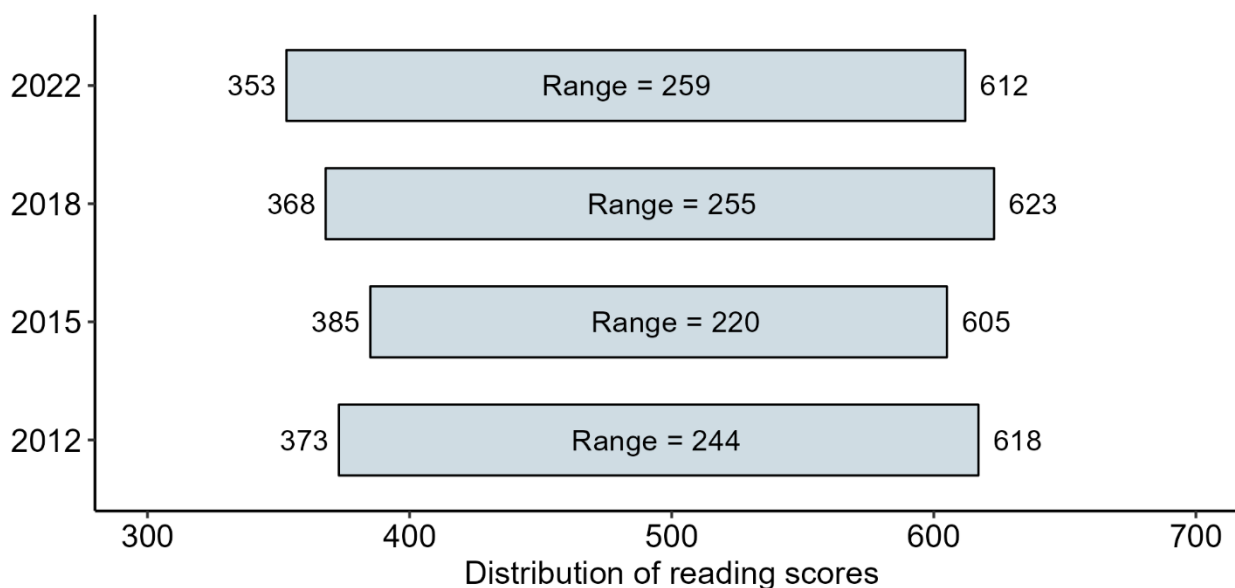 2022 353 Range = 259 612
2018 368 Range = 255 623
2015 385 Range = 220 605
2012 373 Range = 244 618
300 400 500 600 700
Distribution of reading scores